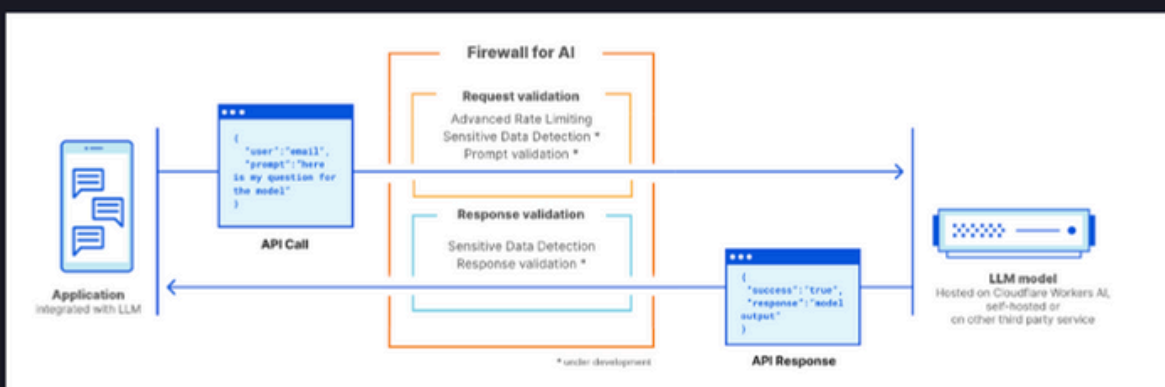 Firewall for AI
Request validation
Advanced Rate Limiting
Sensitive Data Detection *
Prompt validation *
{
"user":"email",
"prompt":"here
is my question for
the model"
}
API Call
Response validation
Sensitive Data Detection
Response validation *
Application
integrated with LLM
{
"success":"true",
"response":"model
output"
}
API Response
LLM model
Hosted on Cloudflare Workers AI,
self-hosted or
on other third party service
* under development